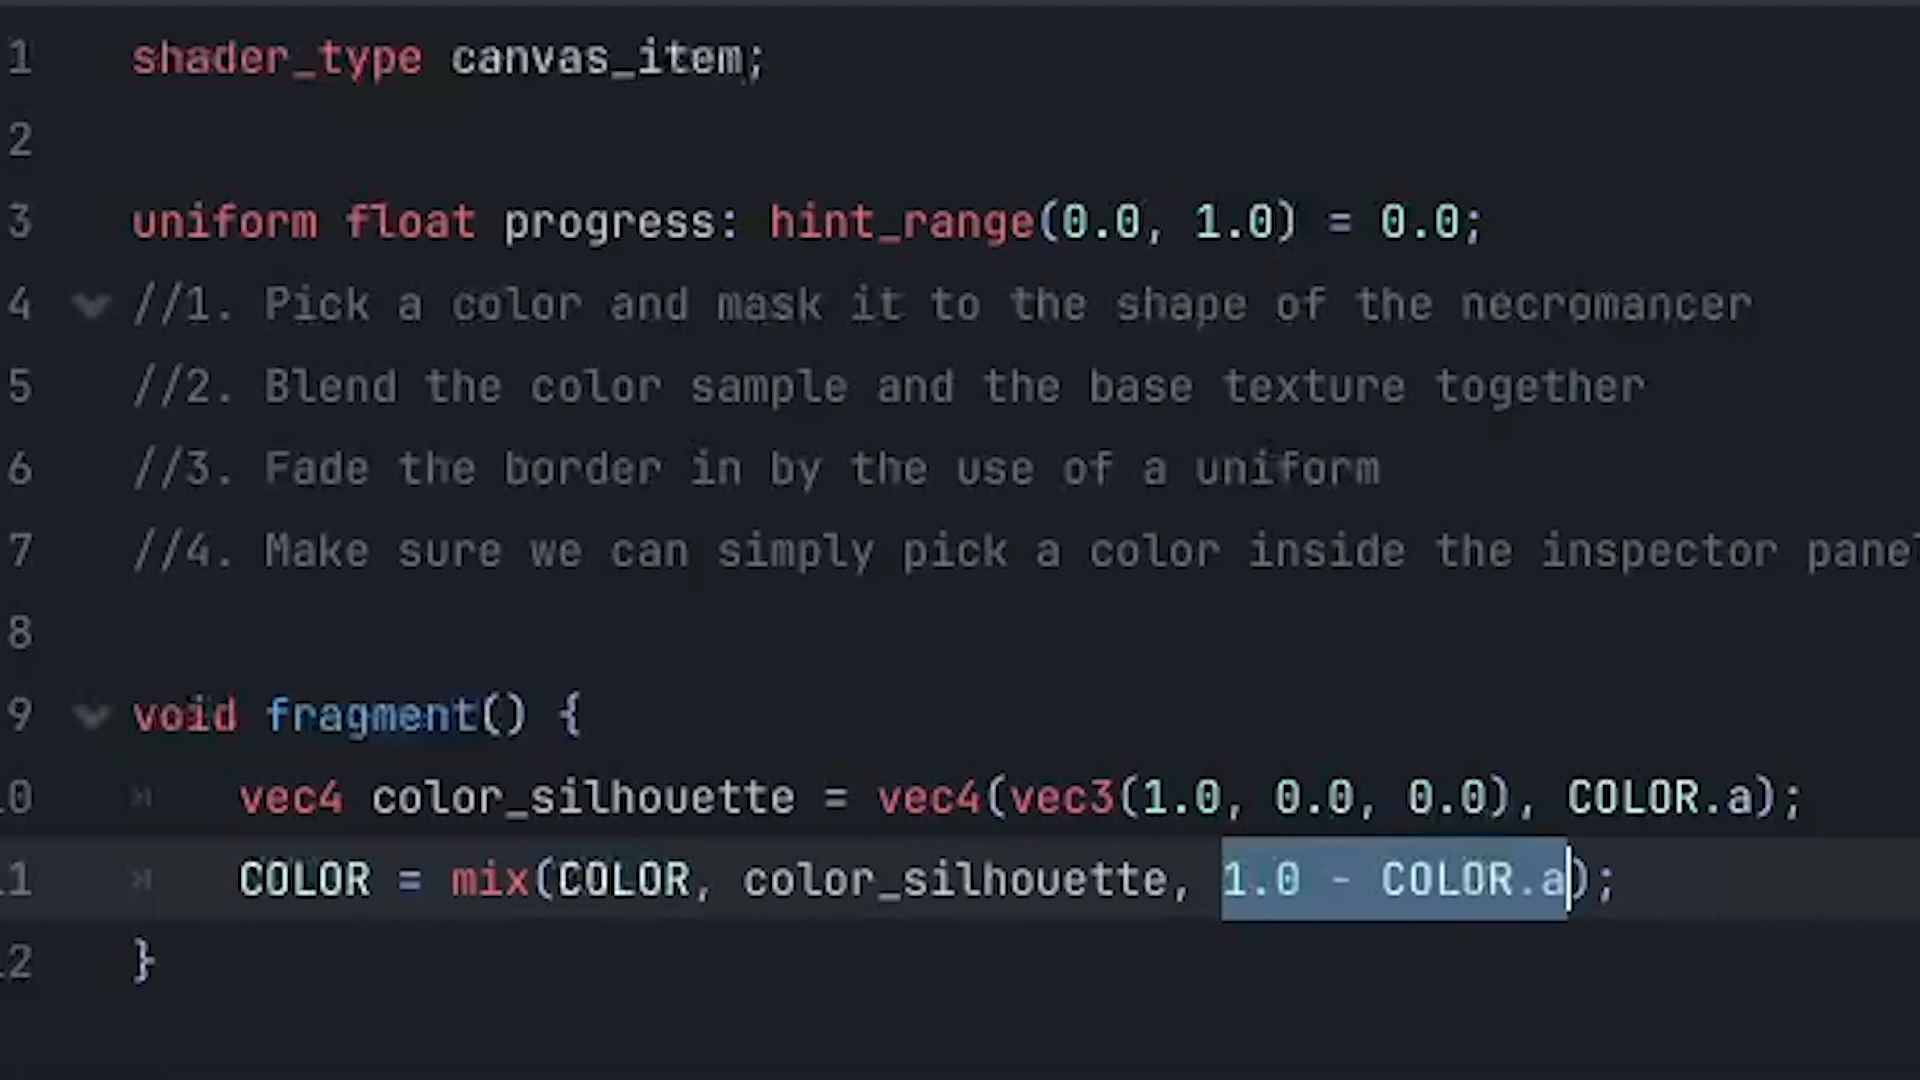 1 shader_type canvas_item;
2
3 uniform float progress: hint_range(0.0, 1.0) = 0.0;
4 //1. Pick a color and mask it to the shape of the necromancer
5 //2. Blend the color sample and the base texture together
6 //3. Fade the border in by the use of a uniform
7 //4. Make sure we can simply pick a color inside the inspector panel
8
9 void fragment() {
10 vec4 color_silhouette = vec4(vec3(1.0, 0.0, 0.0), COLOR.a);
11 COLOR = mix(COLOR, color_silhouette, 1.0 - COLOR.a);
12 }